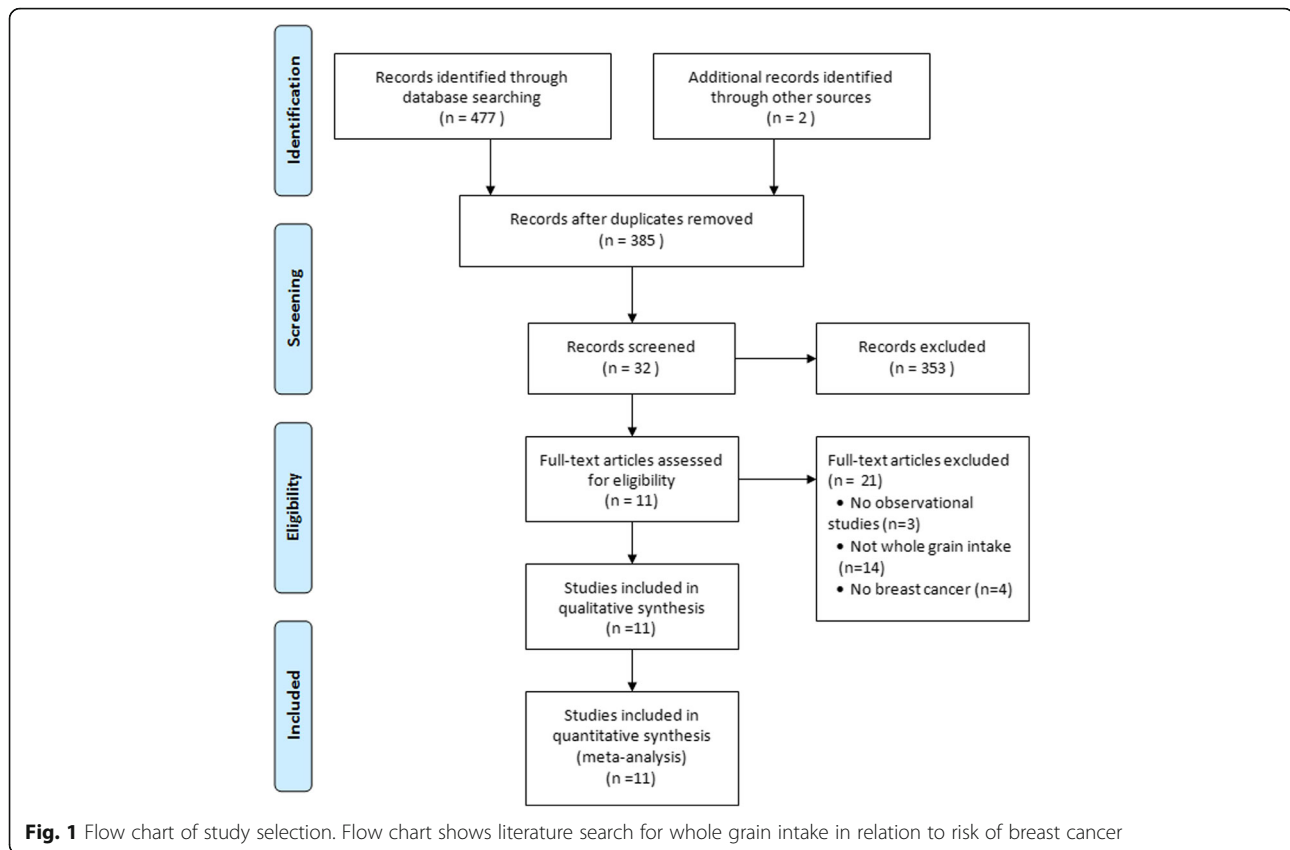 Identification
Records identified through
database searching
(n = 477 )
Additional records identified
through other sources
(n = 2 )
Screening
Records after duplicates removed
(n = 385 )
Records screened
(n = 32 )
Records excluded
(n = 353 )
Eligibility
Full-text articles assessed
for eligibility
(n = 11)
Full-text articles excluded
(n = 21)
• No observational
studies (n=3)
• Not whole grain intake
(n=14)
• No breast cancer (n=4)
Studies included in
qualitative synthesis
(n =11)
Included
Studies included in
quantitative synthesis
(meta-analysis)
(n =11)
Fig. 1 Flow chart of study selection. Flow chart shows literature search for whole grain intake in relation to risk of breast cancer